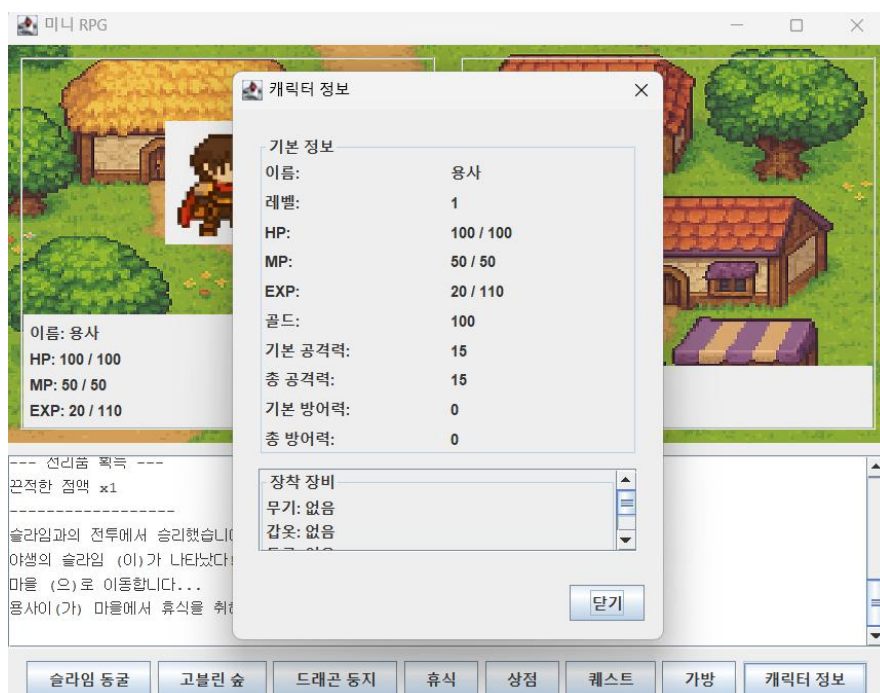 미니 RPG
캐릭터 정보
기본 정보
이름: 용사
레벨: 1
HP: 100 / 100
MP: 50 / 50
EXP: 20 / 110
골드: 100
기본 공격력: 15
총 공격력: 15
기본 방어력: 0
총 방어력: 0
장착 장비
무기: 없음
갑옷: 없음
닫기
이름: 용사
HP: 100 / 100
MP: 50 / 50
EXP: 20 / 110
--- 전리품 획득 ---
끈적한 점액 x1
------------------
슬라임과의 전투에서 승리했습니
야생의 슬라임 (이)가 나타났다
마을 (으)로 이동합니다...
용사이(가) 마을에서 휴식을
슬라임 동굴 고블린 숲 드래곤 둥지 휴식 상점 퀘스트 가방 캐릭터 정보